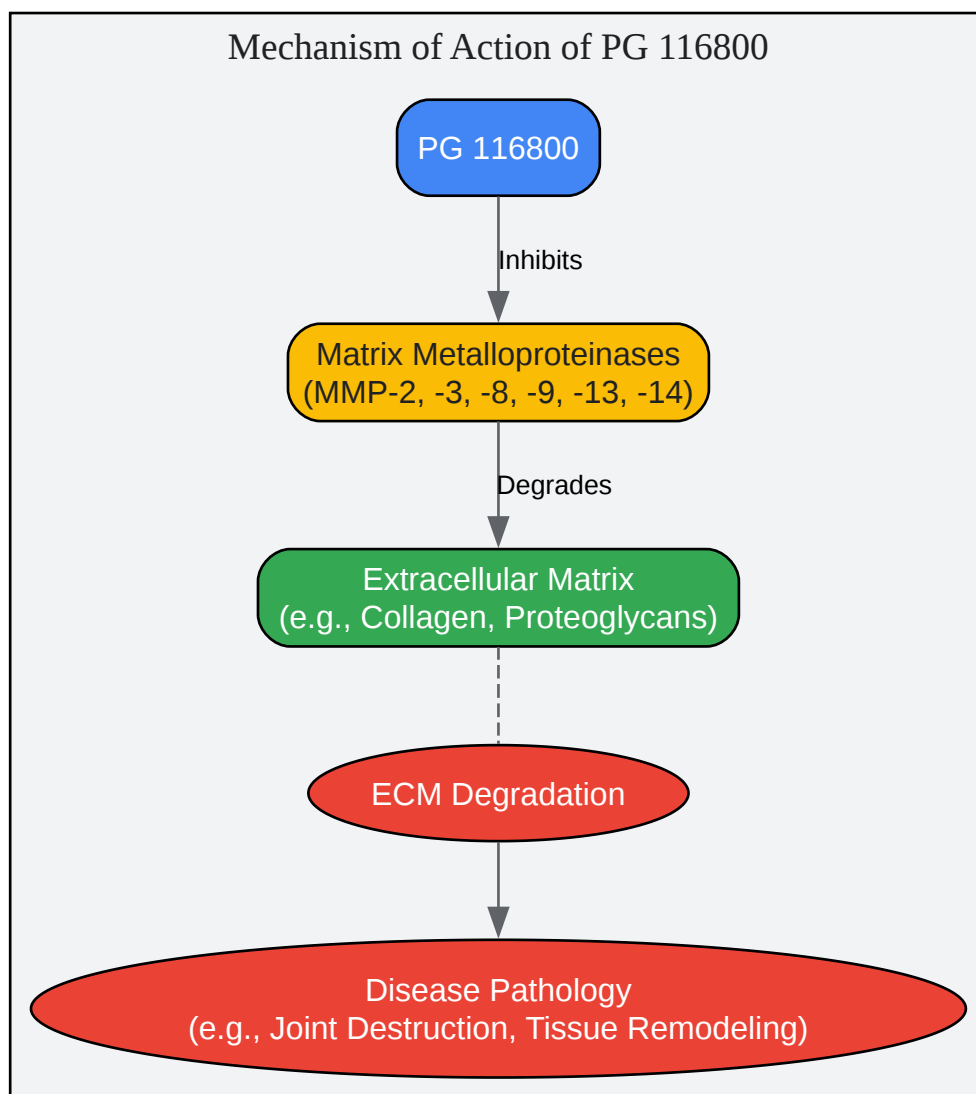 Mechanism of Action of PG 116800
PG 116800
Inhibits
Matrix Metalloproteinases
(MMP-2, -3, -8, -9, -13, -14)
Degrades
Extracellular Matrix
(e.g., Collagen, Proteoglycans)
ECM Degradation
Disease Pathology
(e.g., Joint Destruction, Tissue Remodeling)